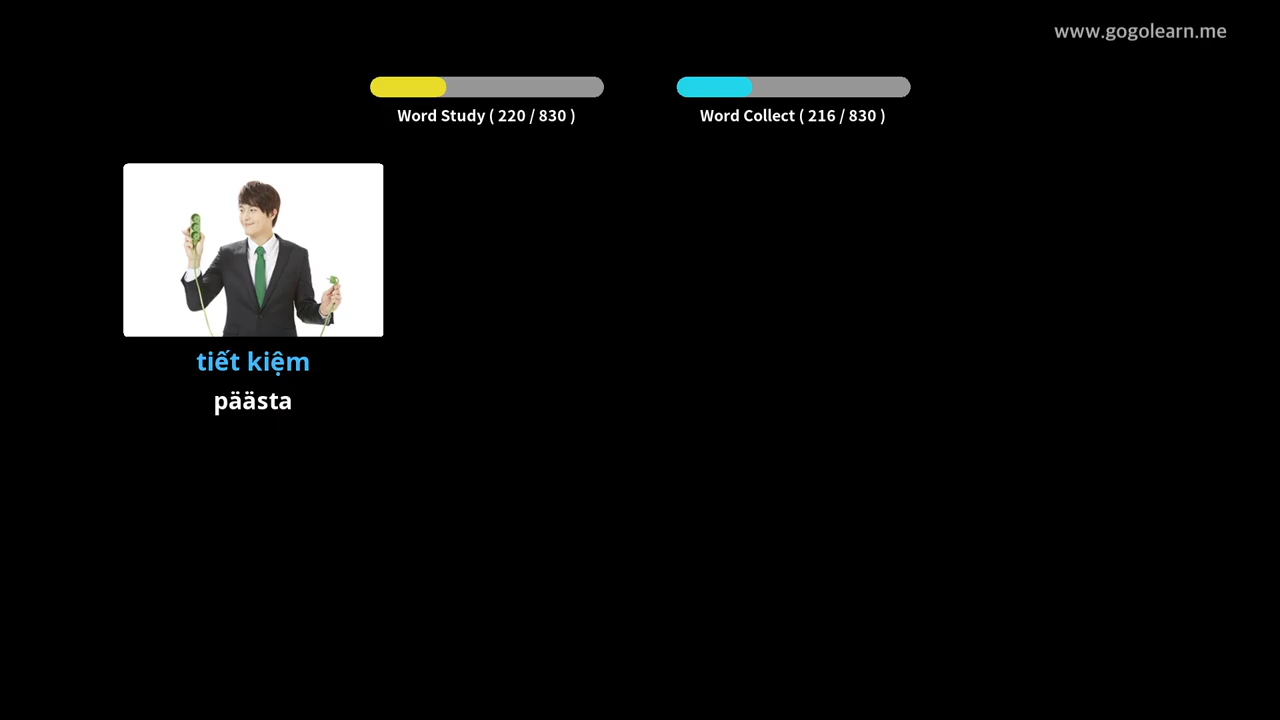 www.gogolearn.me
Word Study ( 220 / 830 )
Word Collect ( 216 / 830 )
tiết kiệm
päästa